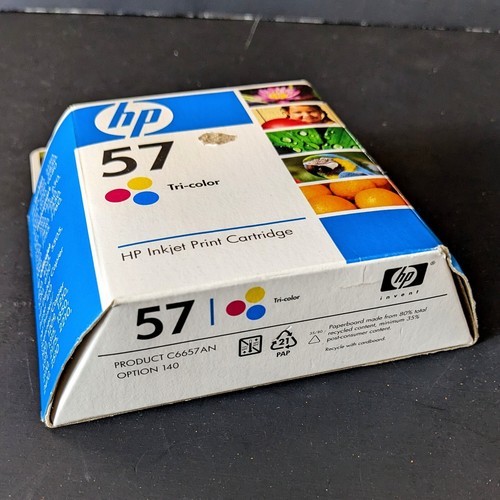 hp
57
Tri-color
HP Inkjet Print Cartridge
hp
®
invent
57
Tri-color
PRODUCT C6657AN
OPTION 140
21
PAP
Paperboard made from 80% total
recycled content, minimum 35%
post-consumer content.
Recycle with cardboard.